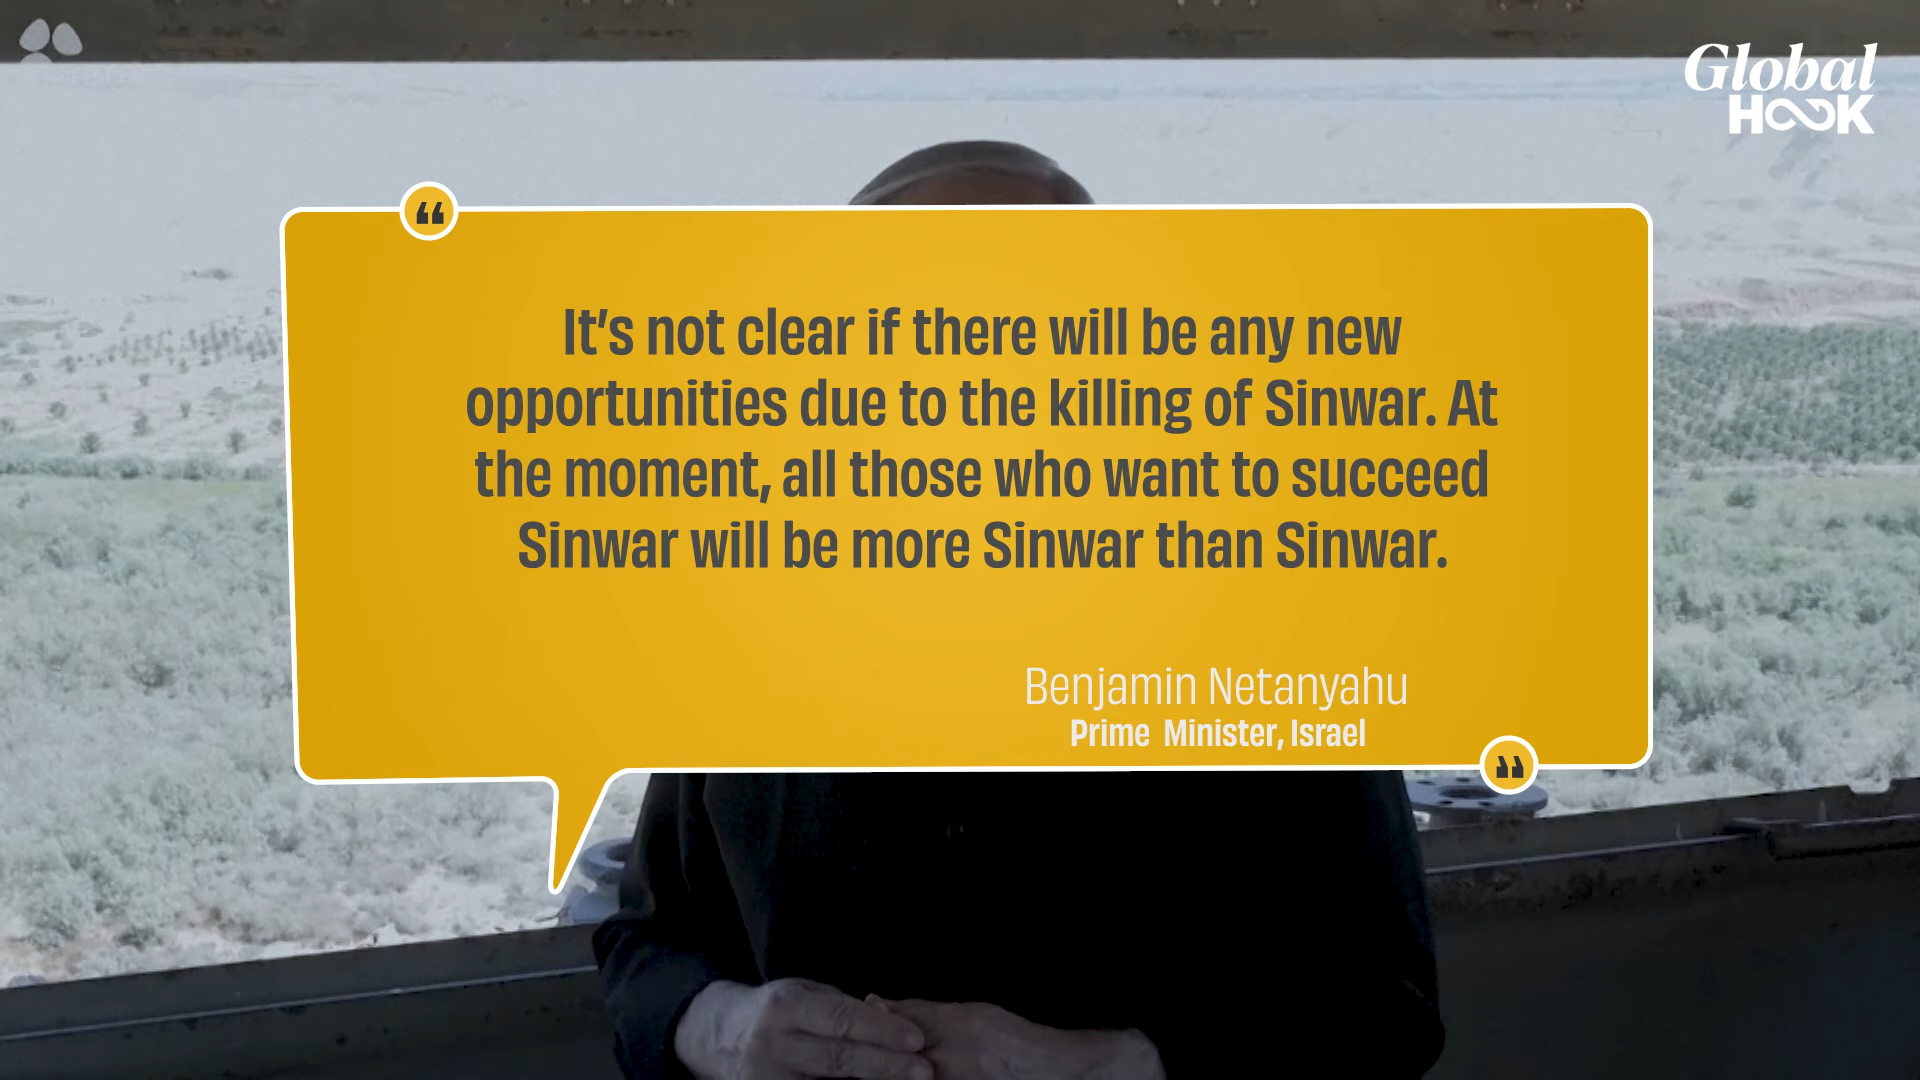 Global
HOOK
“
It’s not clear if there will be any new
opportunities due to the killing of Sinwar. At
the moment, all those who want to succeed
Sinwar will be more Sinwar than Sinwar.
Benjamin Netanyahu
Prime Minister, Israel
”